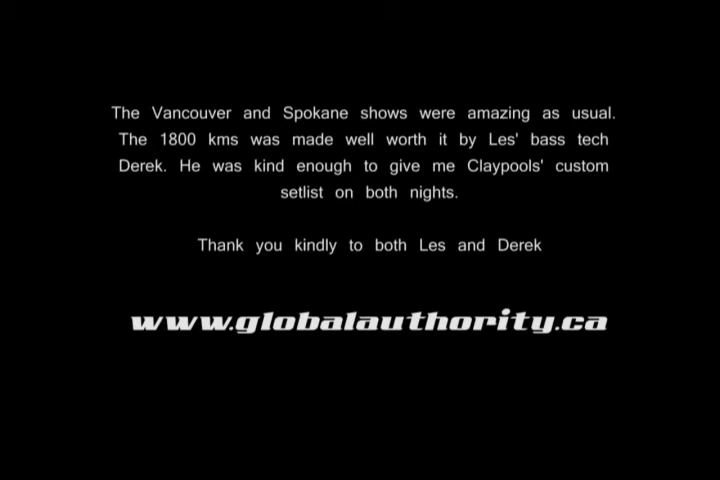 The Vancouver and Spokane shows were amazing as usual.
The 1800 kms was made well worth it by Les' bass tech
Derek. He was kind enough to give me Claypools' custom
setlist on both nights.
Thank you kindly to both Les and Derek
www.globalauthority.ca